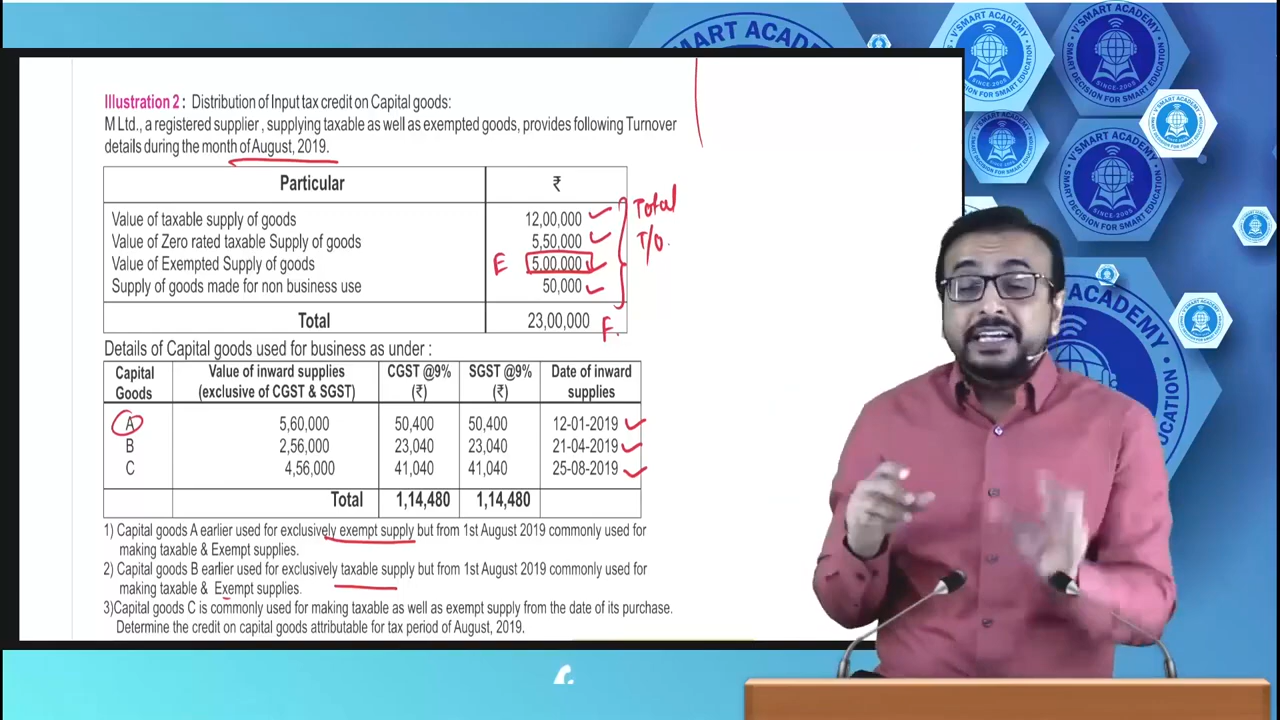 V'SMART ACADEMY
SMART DECISION FOR SMART EDUCATION
SINCE-2005
Illustration 2 : Distribution of Input tax credit on Capital goods:
M Ltd., a registered supplier , supplying taxable as well as exempted goods, provides following Turnover
details during the month of August, 2019.
Particular ₹
Value of taxable supply of goods 12,00,000
Value of Zero rated taxable Supply of goods 5,50,000
Value of Exempted Supply of goods E 5,00,000
Supply of goods made for non business use 50,000
Total T/O.
Total 23,00,000 F.
Details of Capital goods used for business as under :
Capital Goods Value of inward supplies (exclusive of CGST & SGST) CGST @9% (₹) SGST @9% (₹) Date of inward supplies
A 5,60,000 50,400 50,400 12-01-2019
B 2,56,000 23,040 23,040 21-04-2019
C 4,56,000 41,040 41,040 25-08-2019
Total 1,14,480 1,14,480
1) Capital goods A earlier used for exclusively exempt supply but from 1st August 2019 commonly used for
making taxable & Exempt supplies.
2) Capital goods B earlier used for exclusively taxable supply but from 1st August 2019 commonly used for
making taxable & Exempt supplies.
3)Capital goods C is commonly used for making taxable as well as exempt supply from the date of its purchase.
Determine the credit on capital goods attributable for tax period of August, 2019.